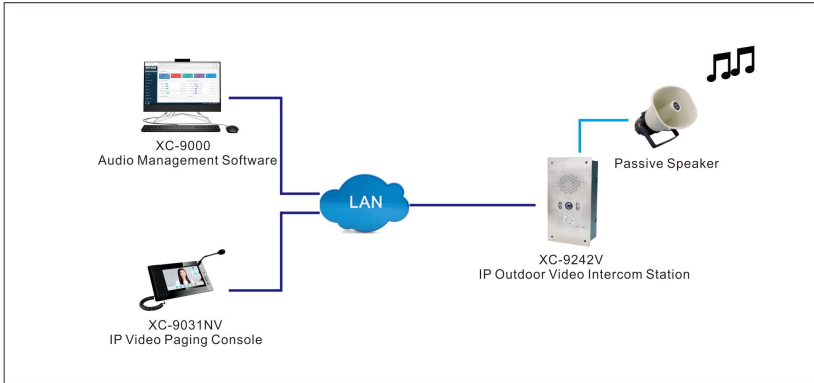 XC-9000
Audio Management Software
LAN
Passive Speaker
XC-9242V
IP Outdoor Video Intercom Station
XC-9031NV
IP Video Paging Console